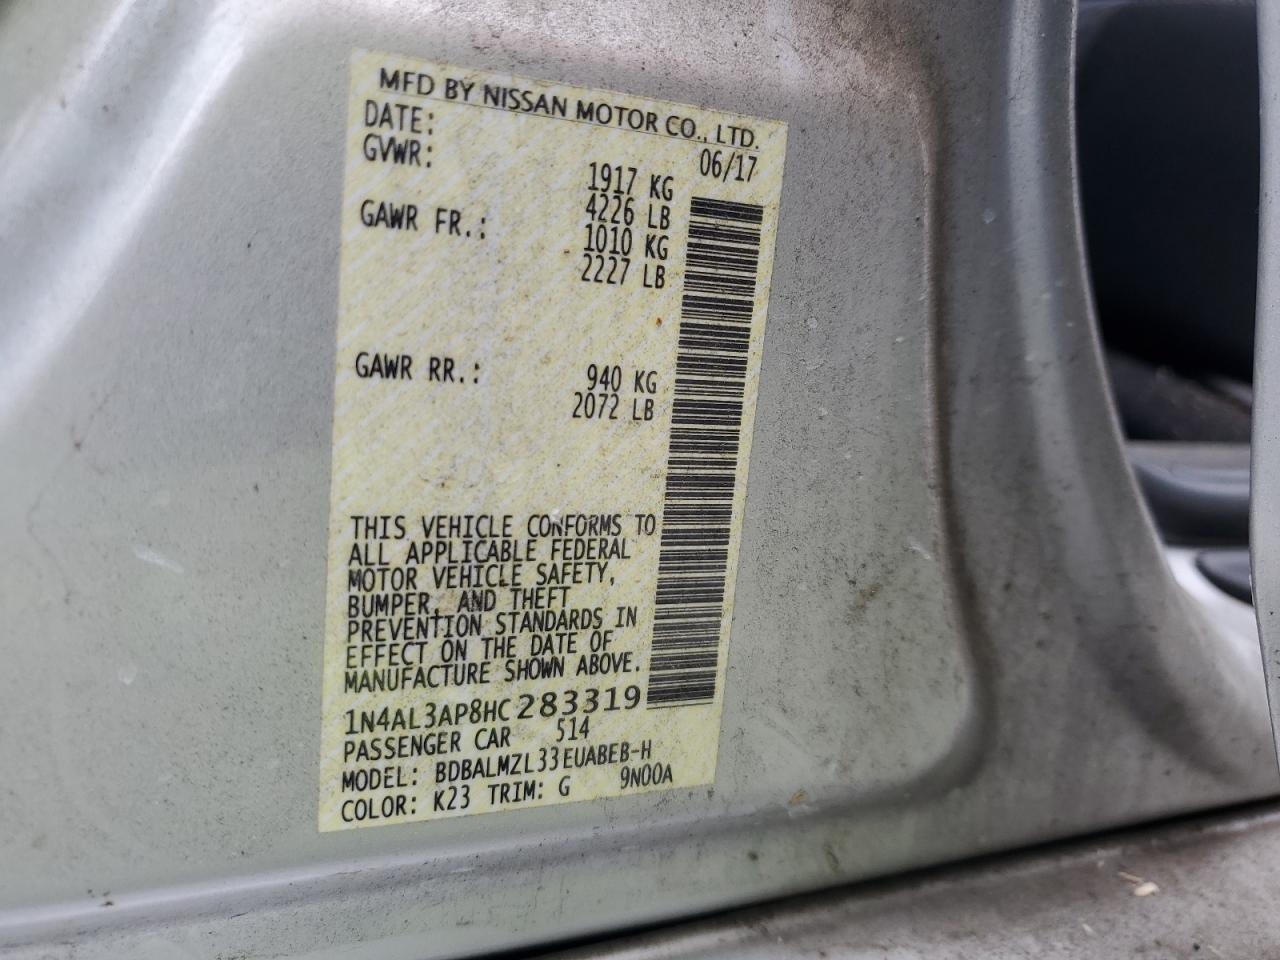 MFD BY NISSAN MOTOR CO., LTD.
DATE: 06/17
GVWR: 1917 KG
4226 LB
GAWR FR.: 1010 KG
2227 LB
GAWR RR.: 940 KG
2072 LB
THIS VEHICLE CONFORMS TO
ALL APPLICABLE FEDERAL
MOTOR VEHICLE SAFETY,
BUMPER, AND THEFT
PREVENTION STANDARDS IN
EFFECT ON THE DATE OF
MANUFACTURE SHOWN ABOVE.
1N4AL3AP8HC283319
PASSENGER CAR 514
MODEL: BDBALMZL33EUABEB-H
COLOR: K23 TRIM: G 9N00A